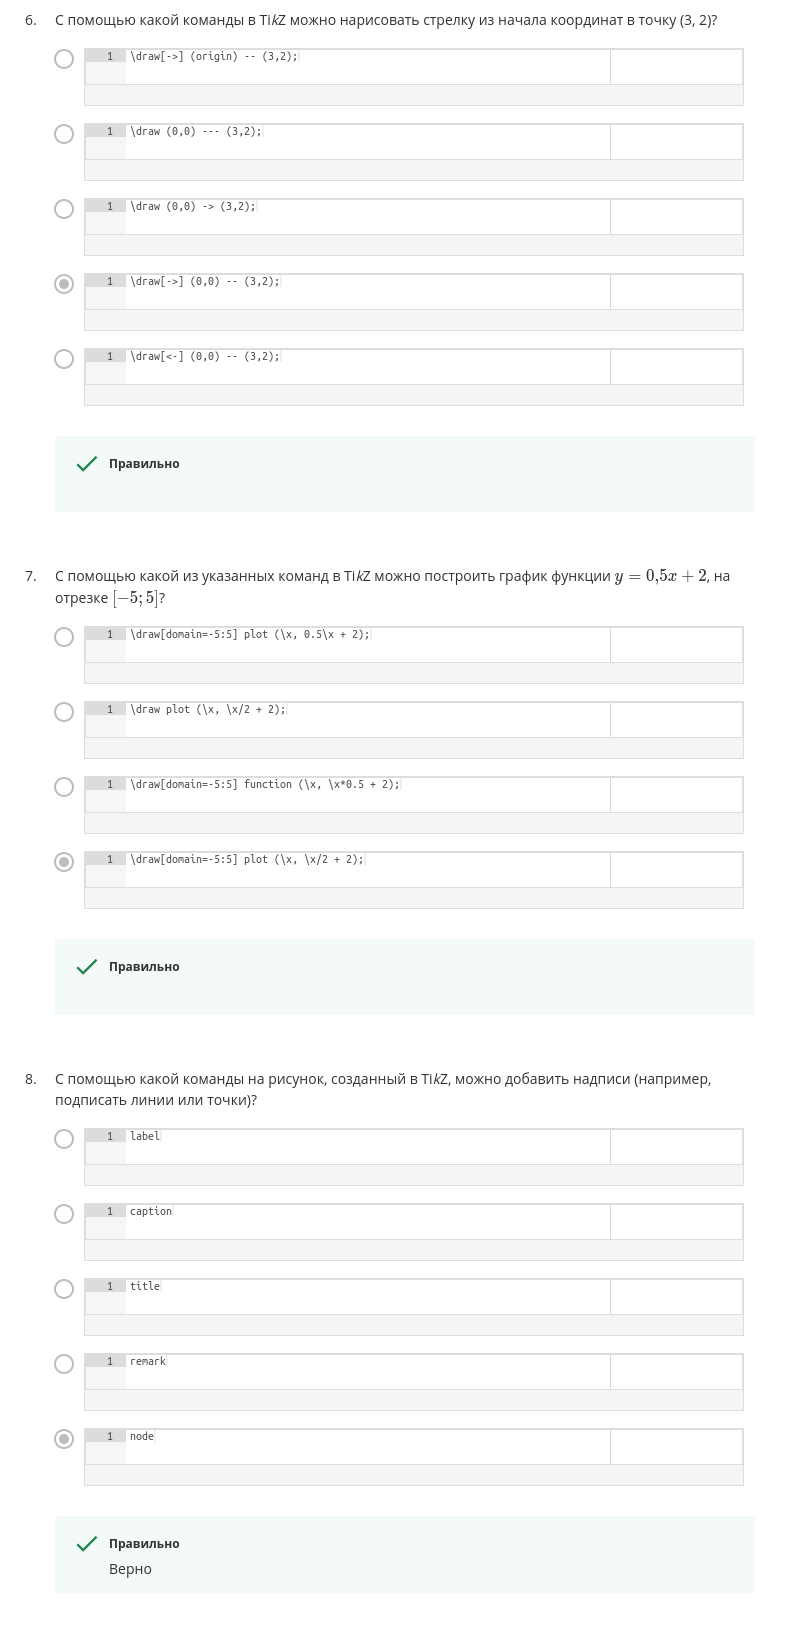 6. С помощью какой команды в TikZ можно нарисовать стрелку из начала координат в точку (3, 2)?
1 \draw[->] (origin) -- (3,2);
1 \draw (0,0) --- (3,2);
1 \draw (0,0) -> (3,2);
1 \draw[->] (0,0) -- (3,2);
1 \draw[<-] (0,0) -- (3,2);
Правильно
7. С помощью какой из указанных команд в TikZ можно построить график функции y = 0,5x + 2, на
отрезке [−5; 5]?
1 \draw[domain=-5:5] plot (\x, 0.5\x + 2);
1 \draw plot (\x, \x/2 + 2);
1 \draw[domain=-5:5] function (\x, \x*0.5 + 2);
1 \draw[domain=-5:5] plot (\x, \x/2 + 2);
Правильно
8. С помощью какой команды на рисунок, созданный в TikZ, можно добавить надписи (например,
подписать линии или точки)?
1 label
1 caption
1 title
1 remark
1 node
Правильно
Верно